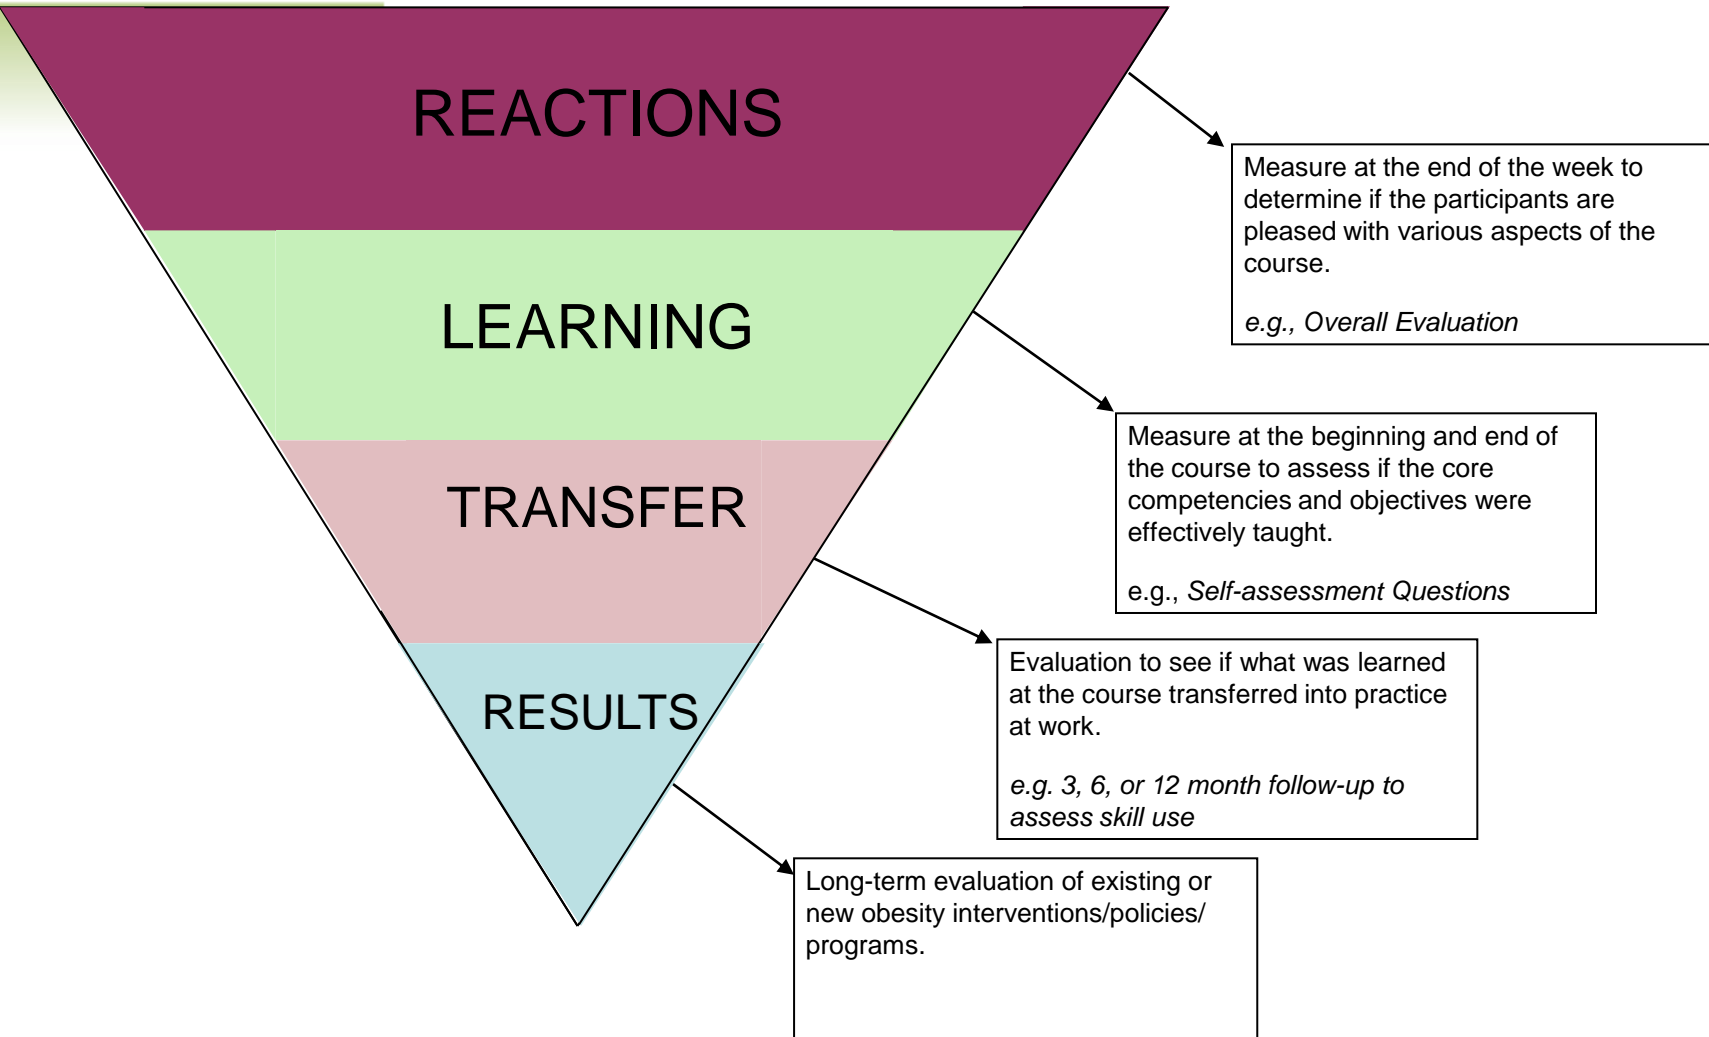 REACTIONS
Measure at the end of the week to
determine if the participants are
pleased with various aspects of the
course.
e.g., Overall Evaluation
LEARNING
Measure at the beginning and end of
the course to assess if the core
competencies and objectives were
effectively taught.
e.g., Self-assessment Questions
TRANSFER
Evaluation to see if what was learned
at the course transferred into practice
at work.
e.g. 3, 6, or 12 month follow-up to
assess skill use
RESULTS
Long-term evaluation of existing or
new obesity interventions/policies/
programs.